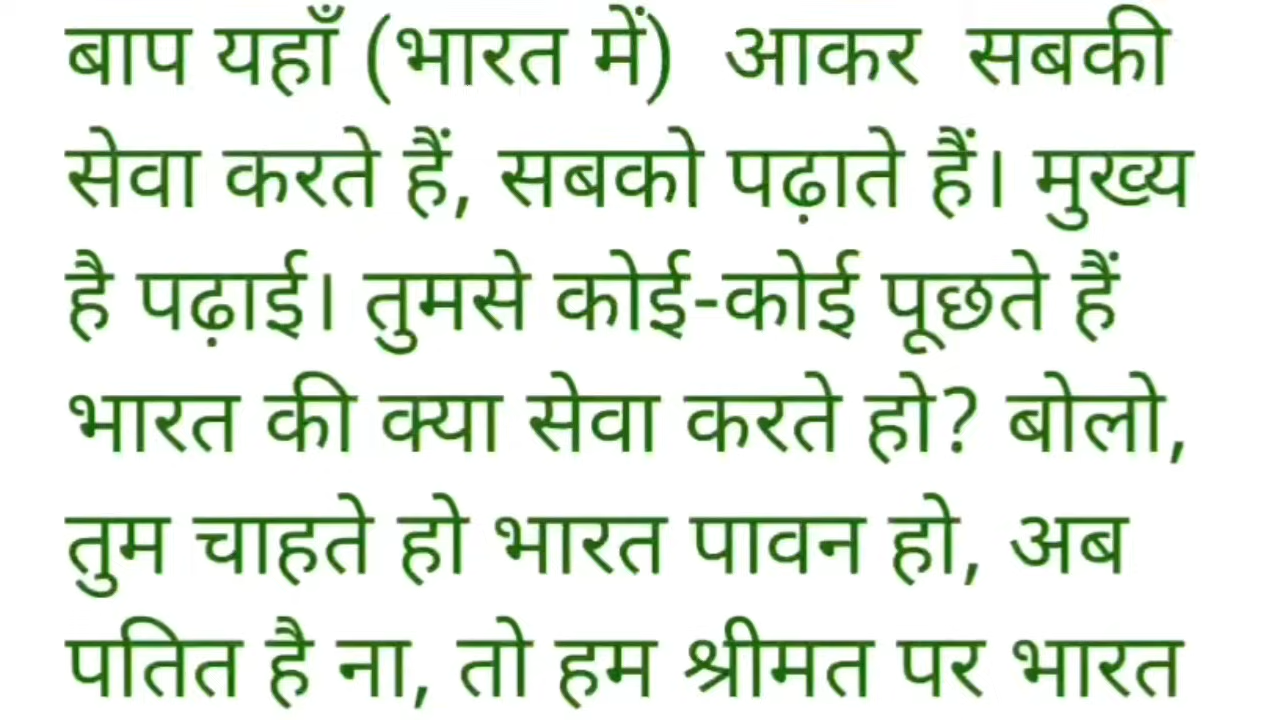 बाप यहाँ (भारत में) आकर सबकी
सेवा करते हैं, सबको पढ़ाते हैं। मुख्य
है पढ़ाई। तुमसे कोई-कोई पूछते हैं
भारत की क्या सेवा करते हो? बोलो,
तुम चाहते हो भारत पावन हो, अब
पतित है ना, तो हम श्रीमत पर भारत